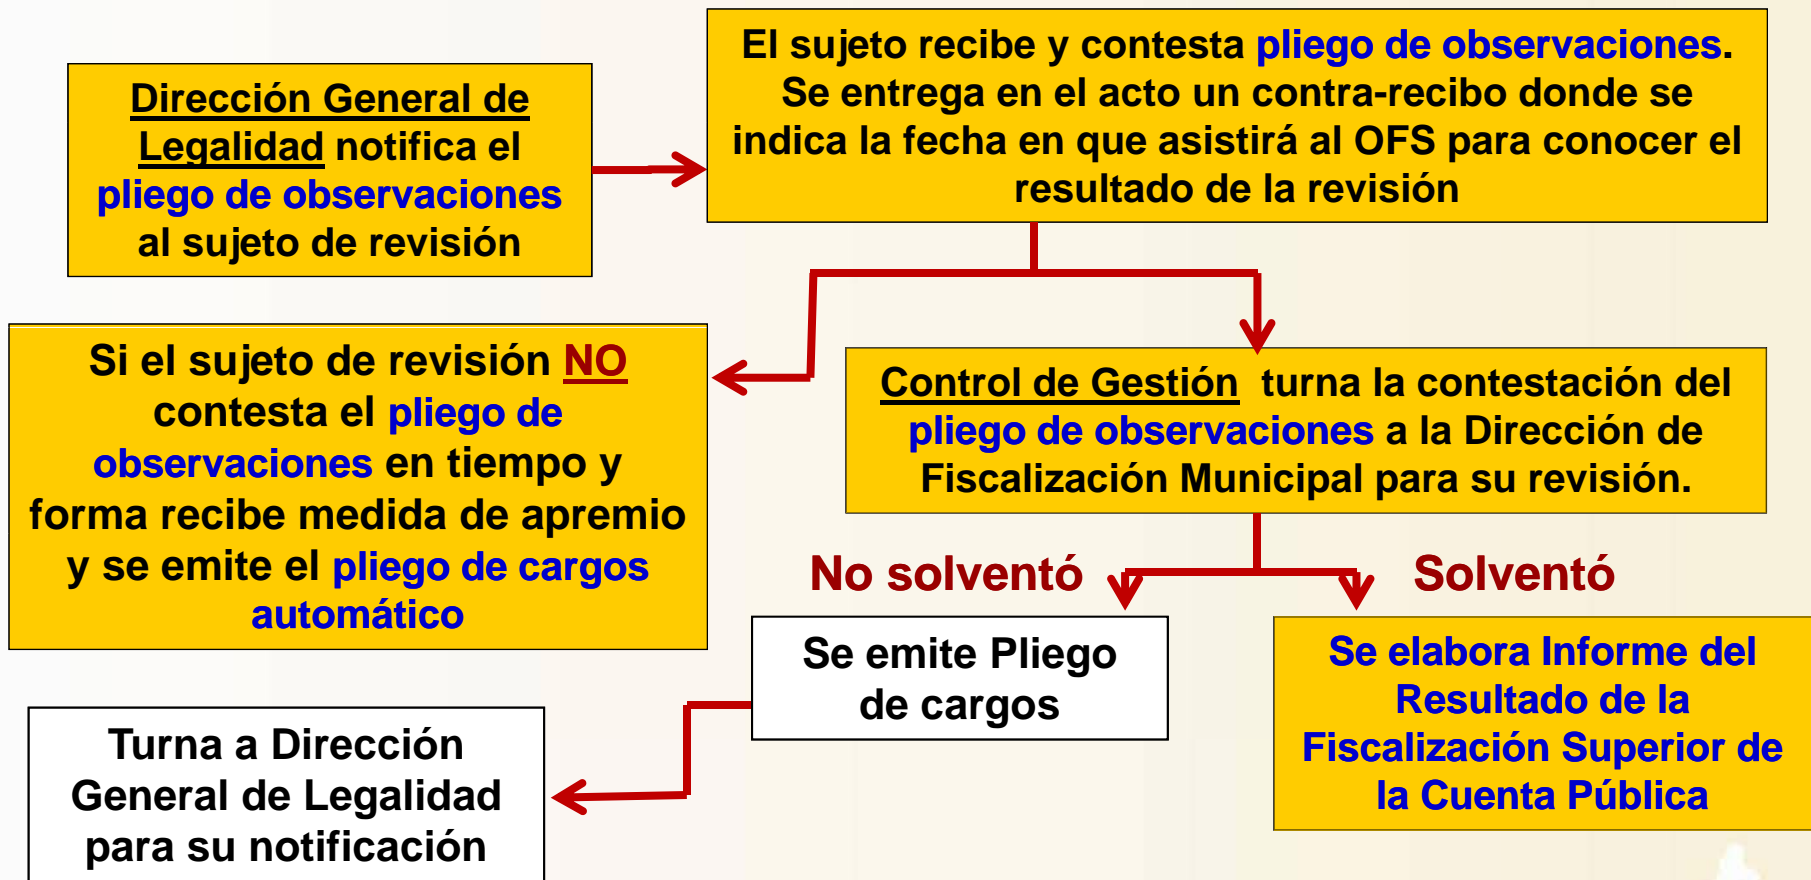 Dirección General de
Legalidad notifica el
pliego de observaciones
al sujeto de revisión
El sujeto recibe y contesta pliego de observaciones.
Se entrega en el acto un contra-recibo donde se
indica la fecha en que asistirá al OFS para conocer el
resultado de la revisión
Si el sujeto de revisión NO
contesta el pliego de
observaciones en tiempo y
forma recibe medida de apremio
y se emite el pliego de cargos
automático
Control de Gestión turna la contestación del
pliego de observaciones a la Dirección de
Fiscalización Municipal para su revisión.
No solventó
Solventó
Se emite Pliego
de cargos
Se elabora Informe del
Resultado de la
Fiscalización Superior de
la Cuenta Pública
Turna a Dirección
General de Legalidad
para su notificación